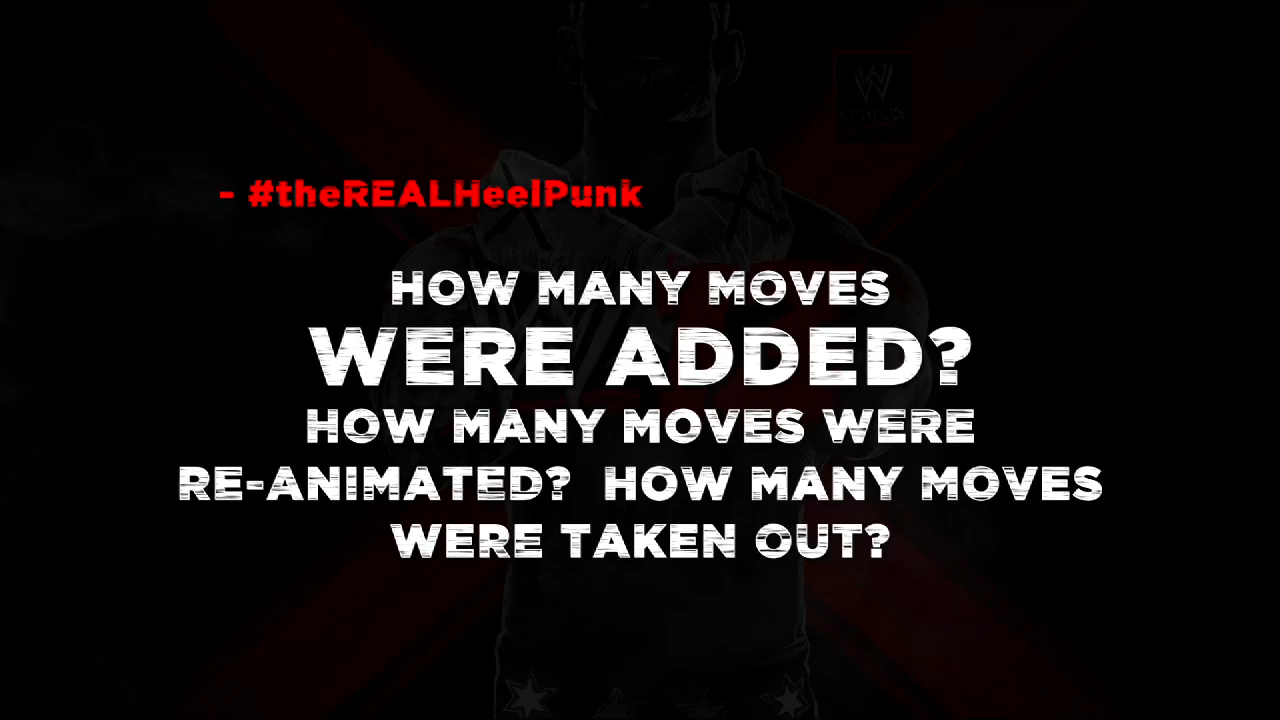 - #theREALHeelPunk
HOW MANY MOVES
WERE ADDED?
HOW MANY MOVES WERE
RE-ANIMATED? HOW MANY MOVES
WERE TAKEN OUT?